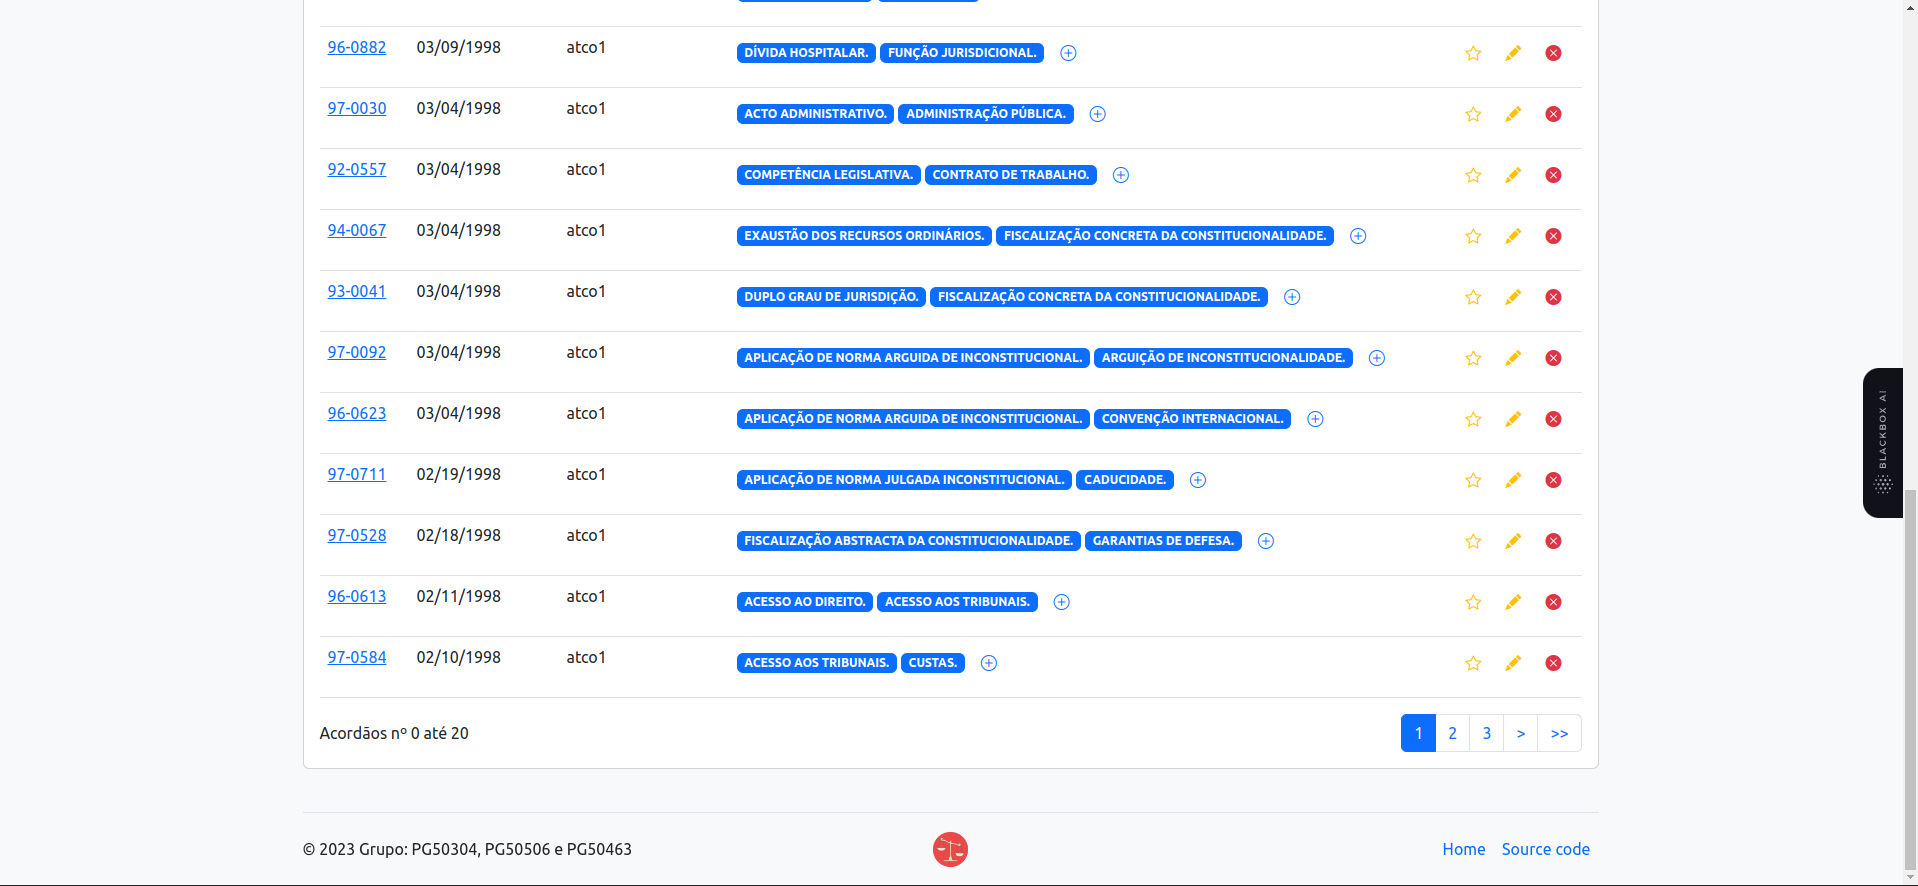 96-0882 03/09/1998 atco1 DÍVIDA HOSPITALAR. FUNÇÃO JURISDICIONAL.
97-0030 03/04/1998 atco1 ACTO ADMINISTRATIVO. ADMINISTRAÇÃO PÚBLICA.
92-0557 03/04/1998 atco1 COMPETÊNCIA LEGISLATIVA. CONTRATO DE TRABALHO.
94-0067 03/04/1998 atco1 EXAUSTÃO DOS RECURSOS ORDINÁRIOS. FISCALIZAÇÃO CONCRETA DA CONSTITUCIONALIDADE.
93-0041 03/04/1998 atco1 DUPLO GRAU DE JURISDIÇÃO. FISCALIZAÇÃO CONCRETA DA CONSTITUCIONALIDADE.
97-0092 03/04/1998 atco1 APLICAÇÃO DE NORMA ARGUIDA DE INCONSTITUCIONAL. ARGUIÇÃO DE INCONSTITUCIONALIDADE.
96-0623 03/04/1998 atco1 APLICAÇÃO DE NORMA ARGUIDA DE INCONSTITUCIONAL. CONVENÇÃO INTERNACIONAL.
97-0711 02/19/1998 atco1 APLICAÇÃO DE NORMA JULGADA INCONSTITUCIONAL. CADUCIDADE.
97-0528 02/18/1998 atco1 FISCALIZAÇÃO ABSTRACTA DA CONSTITUCIONALIDADE. GARANTIAS DE DEFESA.
96-0613 02/11/1998 atco1 ACESSO AO DIREITO. ACESSO AOS TRIBUNAIS.
97-0584 02/10/1998 atco1 ACESSO AOS TRIBUNAIS. CUSTAS.
Acordãos nº 0 até 20 1 2 3 > >>
© 2023 Grupo: PG50304, PG50506 e PG50463 Home Source code
BLACKBOX AI